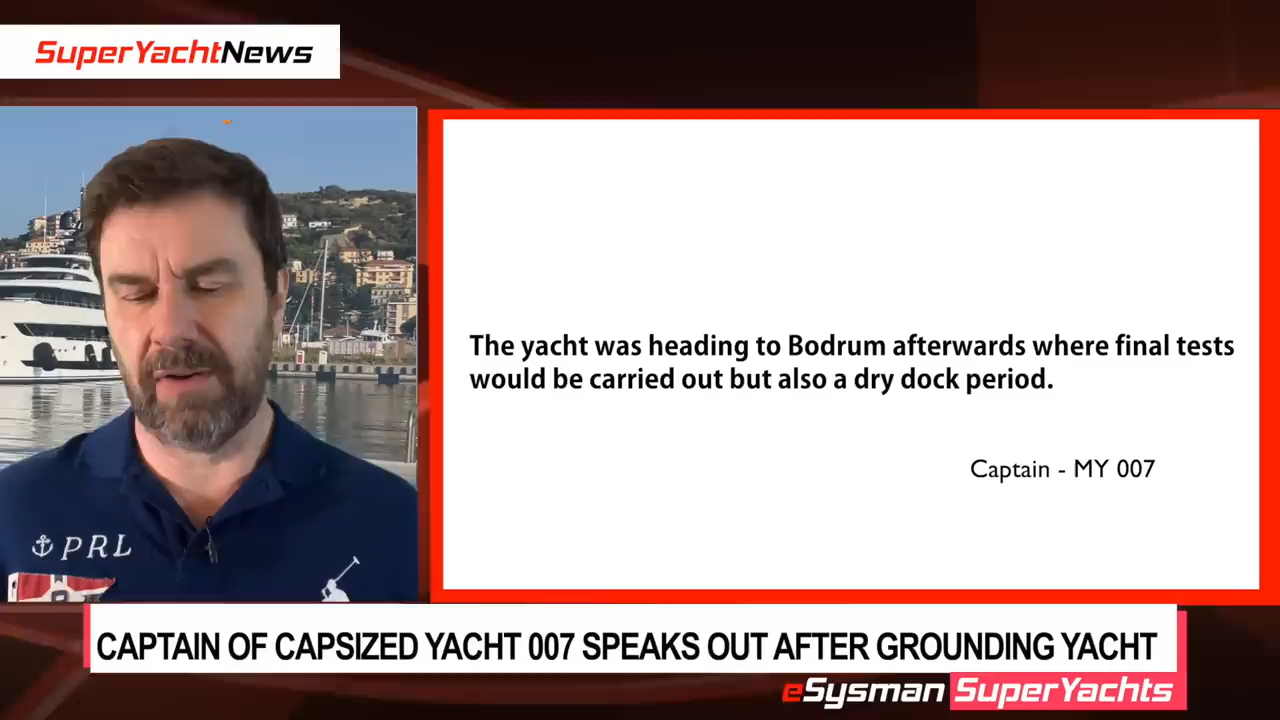 SuperYachtNews
The yacht was heading to Bodrum afterwards where final tests
would be carried out but also a dry dock period.
Captain - MY 007
PRL
CAPTAIN OF CAPSIZED YACHT 007 SPEAKS OUT AFTER GROUNDING YACHT
eSysman SuperYachts